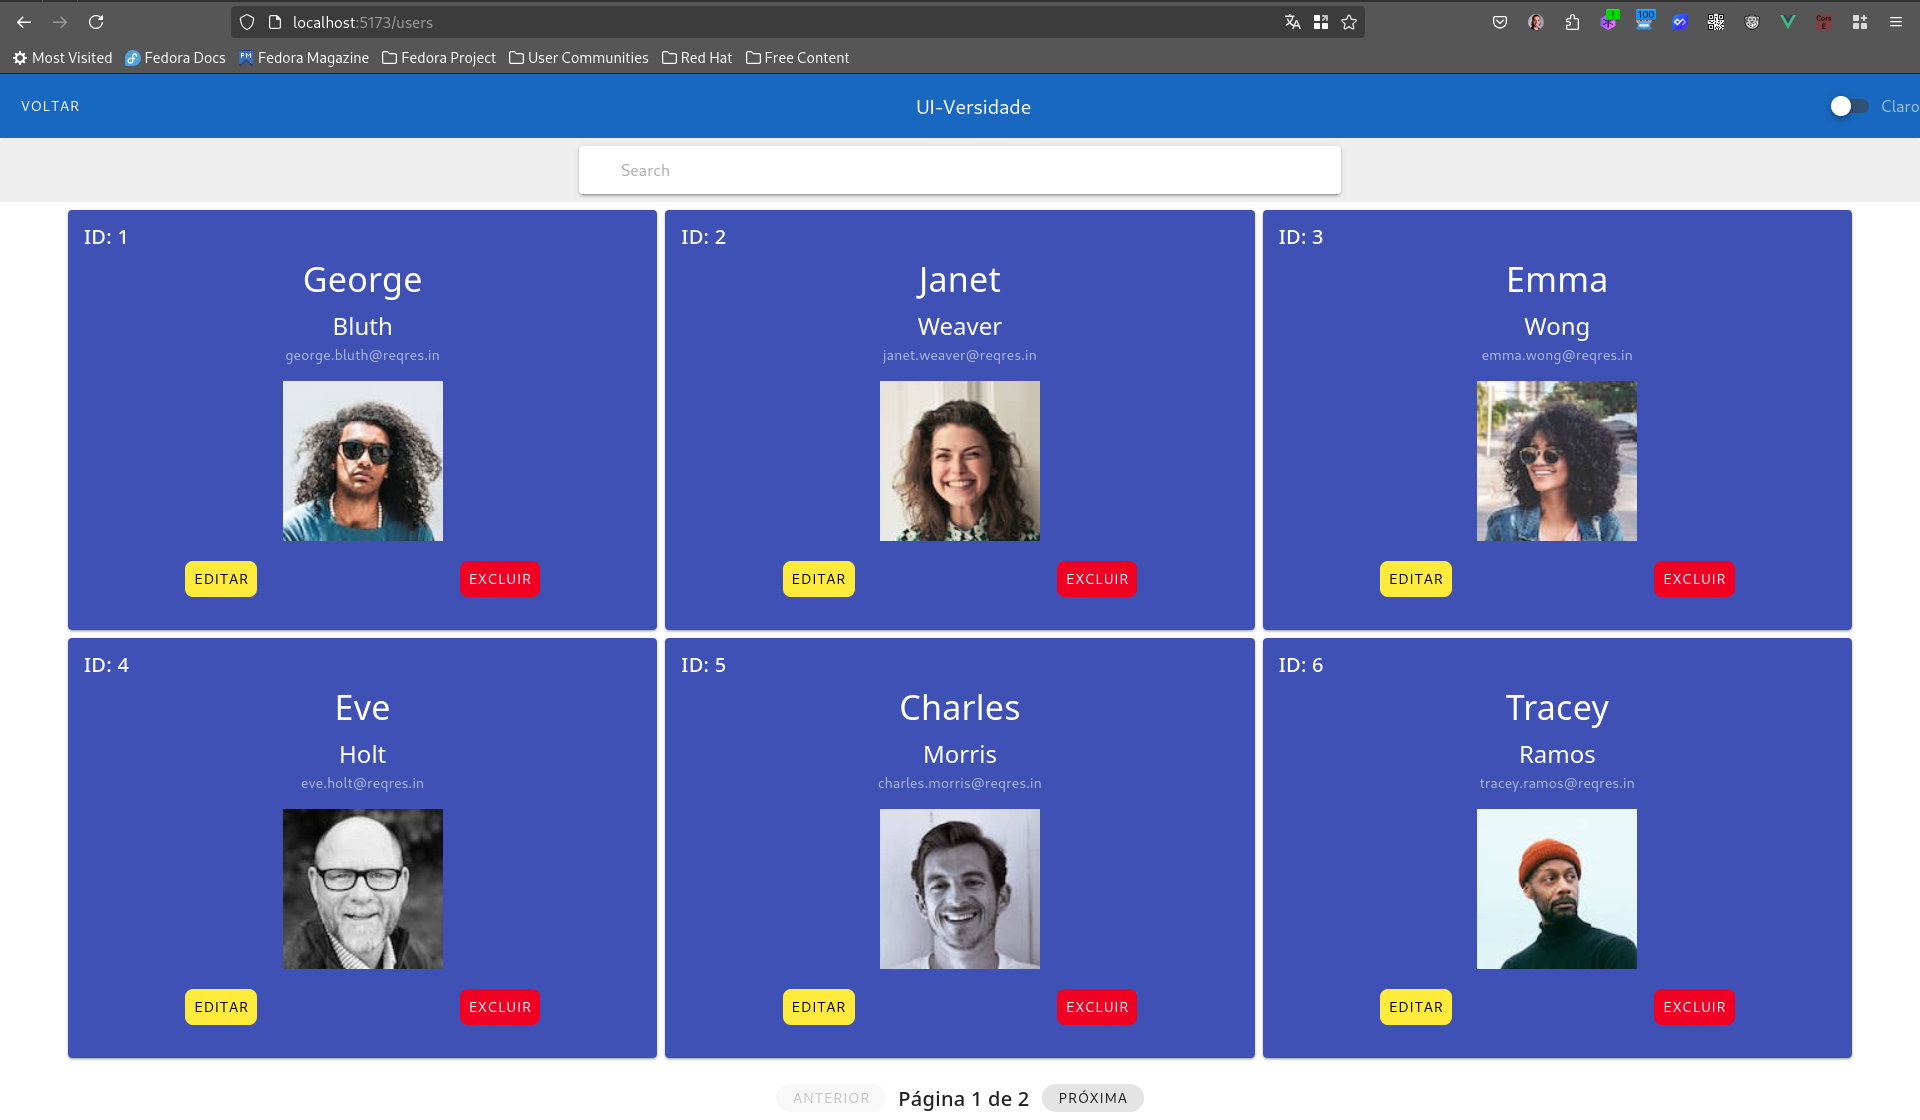 localhost:5173/users
1
100
Most Visited Fedora Docs FM Fedora Magazine Fedora Project User Communities Red Hat Free Content
VOLTAR UI-Versidade Claro
Search
ID: 1 ID: 2 ID: 3
George Janet Emma
Bluth Weaver Wong
george.bluth@reqres.in janet.weaver@reqres.in emma.wong@reqres.in
EDITAR EXCLUIR EDITAR EXCLUIR EDITAR EXCLUIR
ID: 4 ID: 5 ID: 6
Eve Charles Tracey
Holt Morris Ramos
eve.holt@reqres.in charles.morris@reqres.in tracey.ramos@reqres.in
EDITAR EXCLUIR EDITAR EXCLUIR EDITAR EXCLUIR
ANTERIOR Página 1 de 2 PRÓXIMA